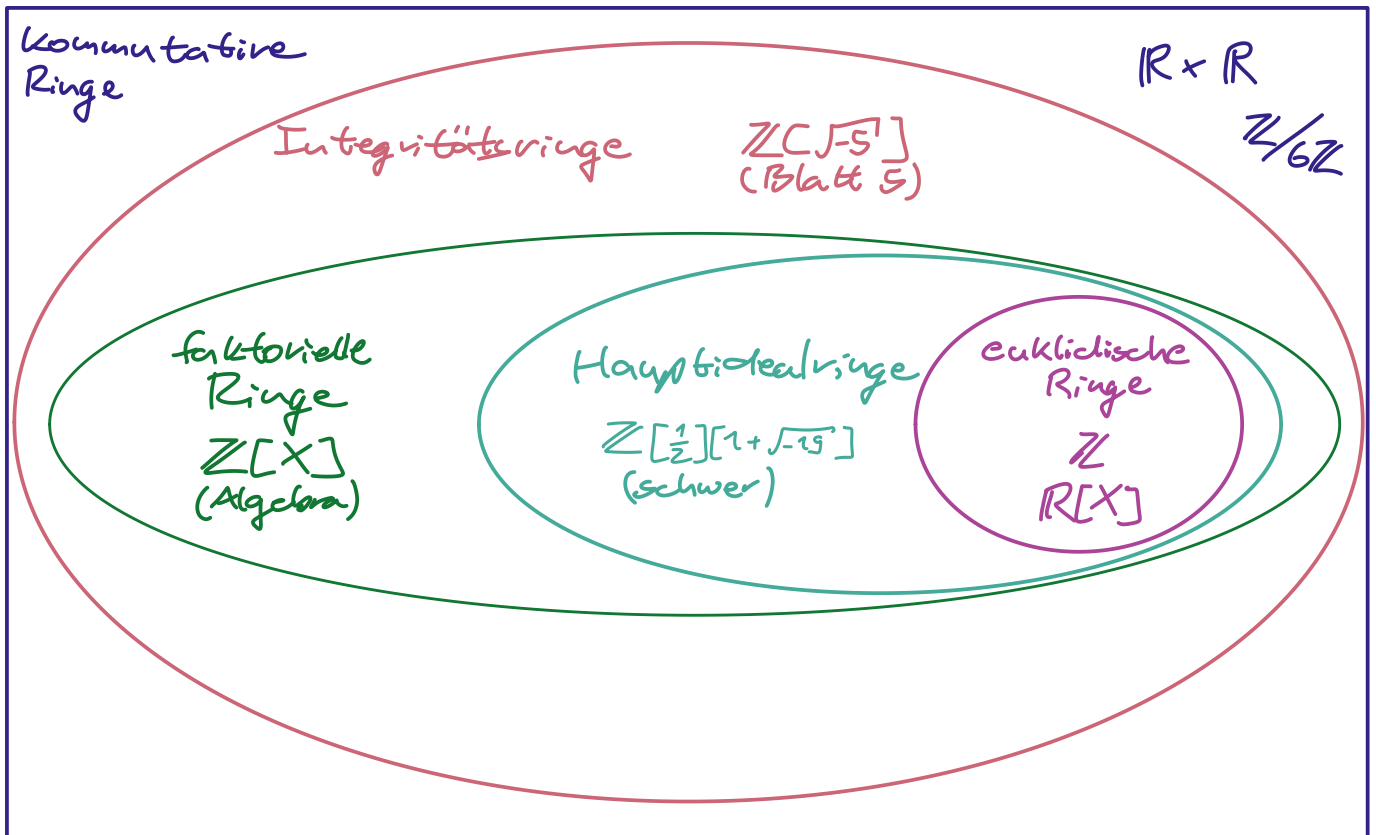 kommutative
Ringe
ℝ × ℝ
ℤ/6ℤ
Integritätsringe
ℤ[√-5]
(Blatt 5)
faktorielle
Ringe
ℤ[X]
(Algebra)
Hauptidealringe
ℤ[1/2][1+√-19]
(schwer)
euklidische
Ringe
ℤ
ℝ[X]